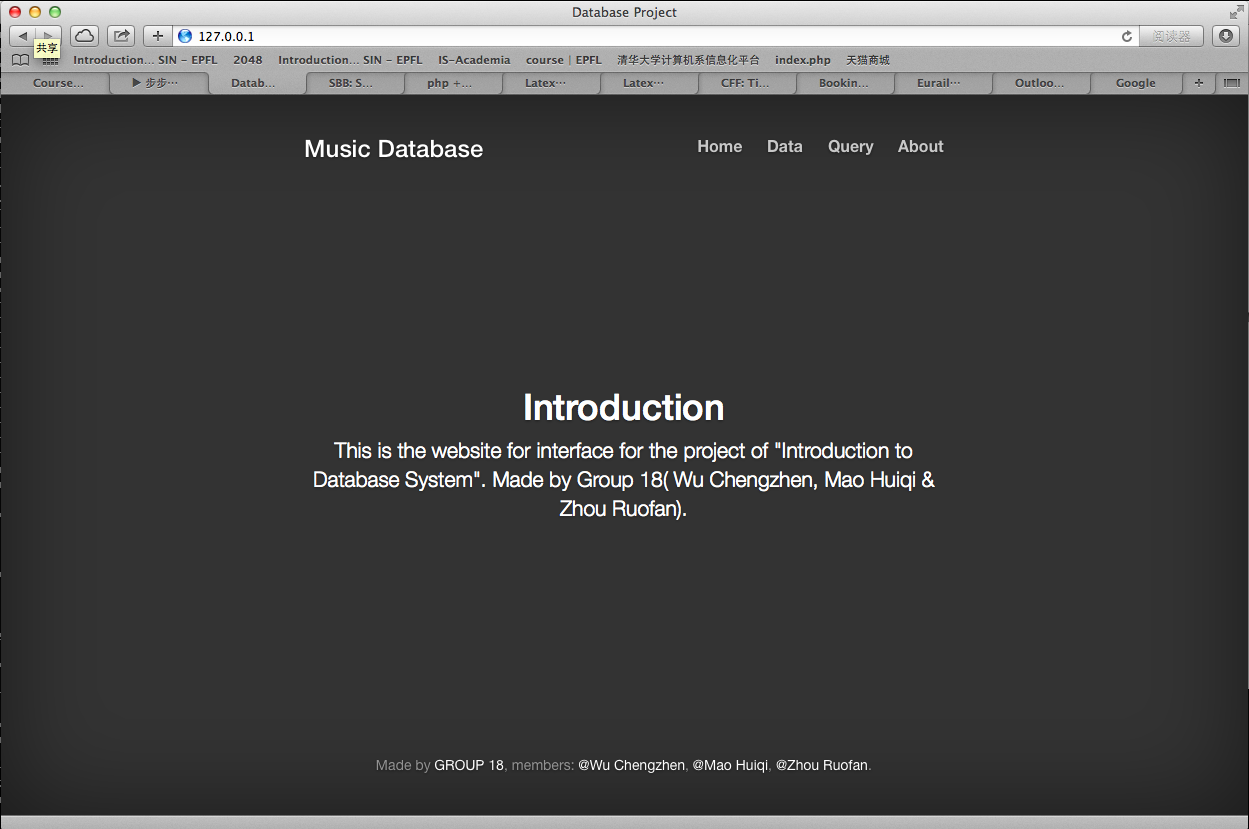 Database Project
127.0.0.1
阅读器
共享
Introduction... SIN – EPFL 2048 Introduction... SIN – EPFL IS-Academia course | EPFL 清华大学计算机系信息化平台 index.php 天猫商城
Course... ▶ 步步… Datab... SBB: S... php +... Latex… Latex… CFF: Ti... Bookin... Eurail… Outloo... Google
Music Database
Home Data Query About
Introduction
This is the website for interface for the project of "Introduction to
Database System". Made by Group 18( Wu Chengzhen, Mao Huiqi &
Zhou Ruofan).
Made by GROUP 18, members: @Wu Chengzhen, @Mao Huiqi, @Zhou Ruofan.